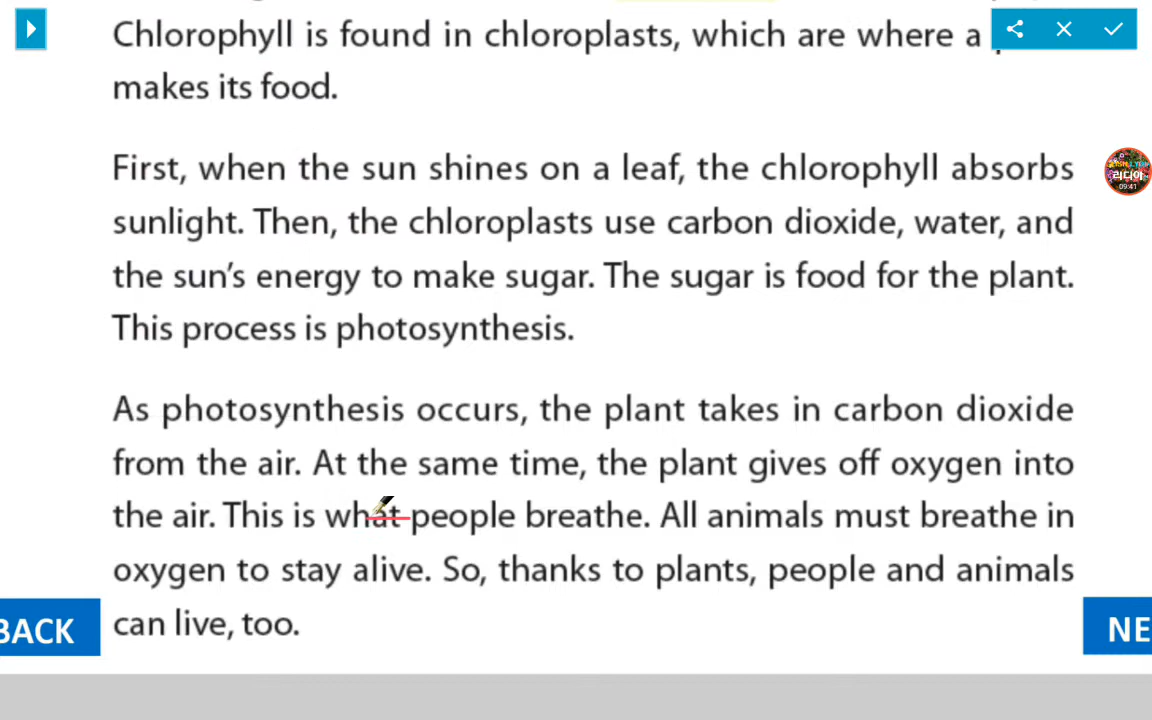 Chlorophyll is found in chloroplasts, which are where a
makes its food.
First, when the sun shines on a leaf, the chlorophyll absorbs
sunlight. Then, the chloroplasts use carbon dioxide, water, and
the sun's energy to make sugar. The sugar is food for the plant.
This process is photosynthesis.
As photosynthesis occurs, the plant takes in carbon dioxide
from the air. At the same time, the plant gives off oxygen into
the air. This is what people breathe. All animals must breathe in
oxygen to stay alive. So, thanks to plants, people and animals
can live, too.
BACK
NE
리디아
09:41